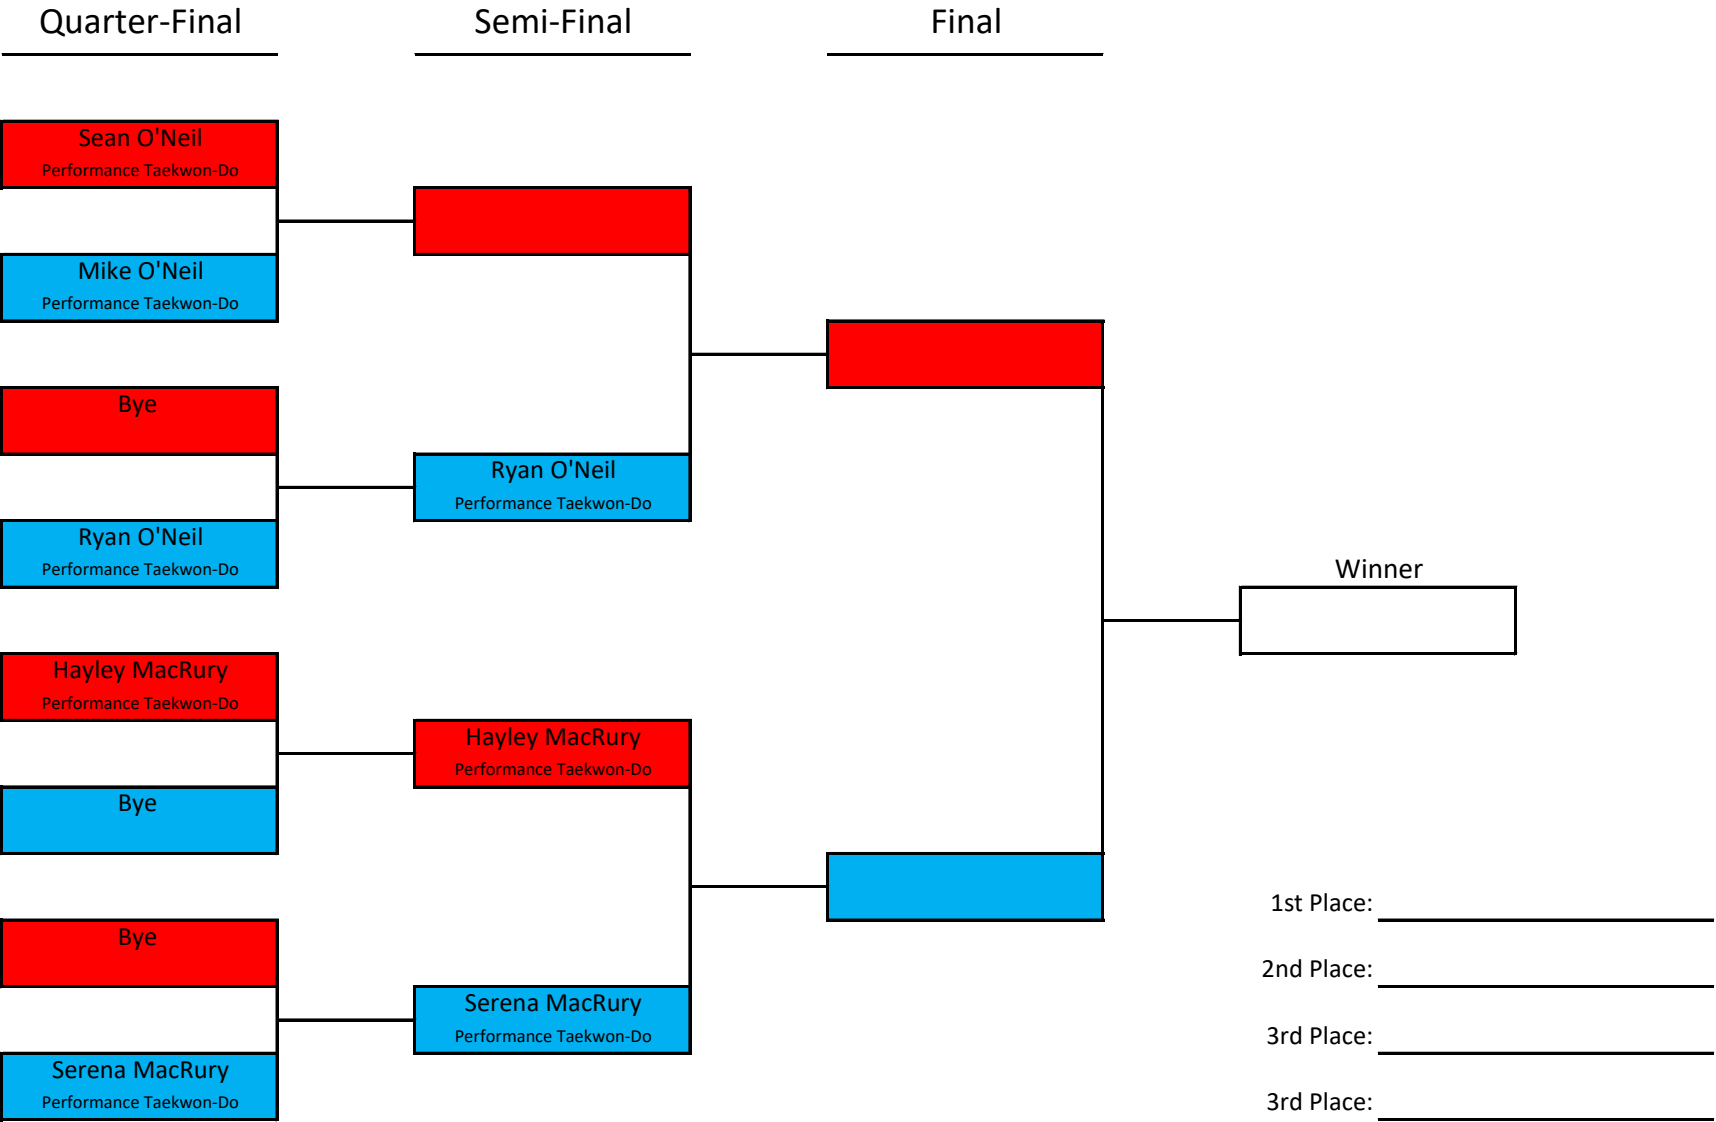 Quarter-Final
Semi-Final
Final
Sean O'Neil
Performance Taekwon-Do
Mike O'Neil
Performance Taekwon-Do
Bye
Ryan O'Neil
Performance Taekwon-Do
Ryan O'Neil
Performance Taekwon-Do
Winner
Hayley MacRury
Performance Taekwon-Do
Hayley MacRury
Performance Taekwon-Do
Bye
Bye
Serena MacRury
Performance Taekwon-Do
Serena MacRury
Performance Taekwon-Do
1st Place:
2nd Place:
3rd Place:
3rd Place: